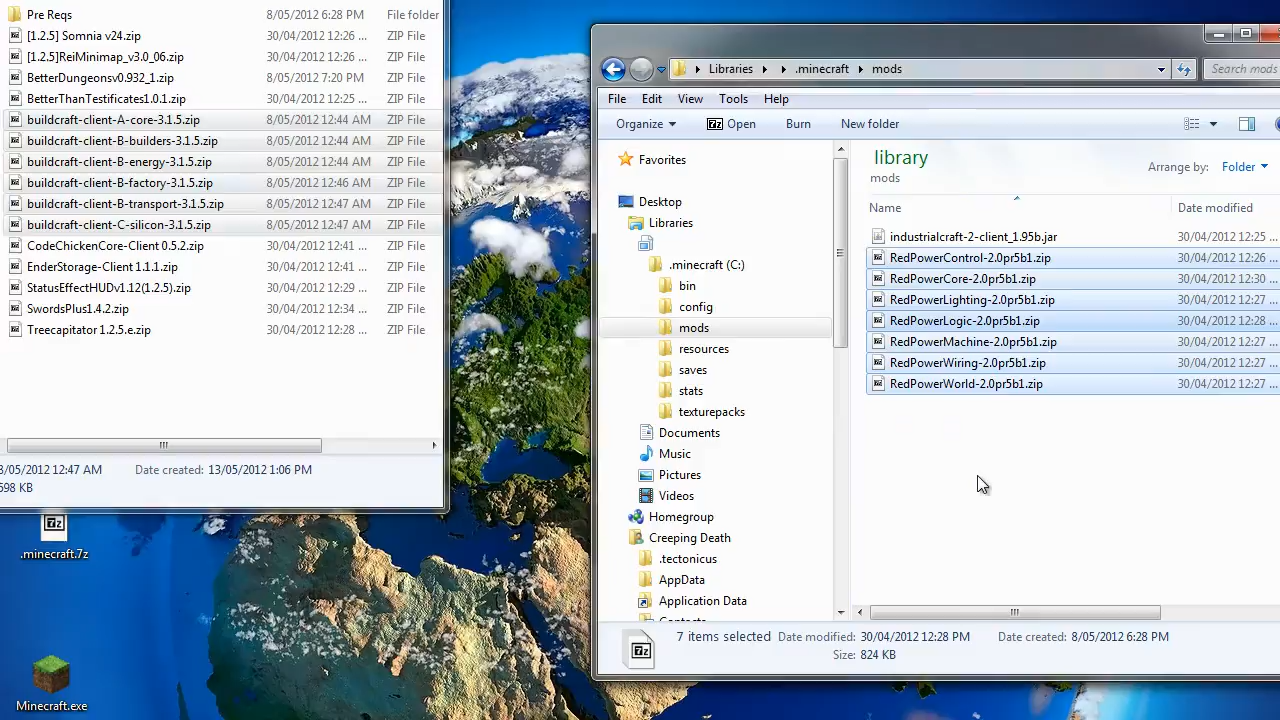 Pre Reqs 8/05/2012 6:28 PM File folder
[1.2.5] Somnia v24.zip 30/04/2012 12:26 ... ZIP File
[1.2.5]ReiMinimap_v3.0_06.zip 30/04/2012 12:26 ... ZIP File
BetterDungeonsv0.932_1.zip 8/05/2012 7:20 PM ZIP File
BetterThanTestificates1.0.1.zip 30/04/2012 12:25 ... ZIP File
buildcraft-client-A-core-3.1.5.zip 8/05/2012 12:44 AM ZIP File
buildcraft-client-B-builders-3.1.5.zip 8/05/2012 12:44 AM ZIP File
buildcraft-client-B-energy-3.1.5.zip 8/05/2012 12:44 AM ZIP File
buildcraft-client-B-factory-3.1.5.zip 8/05/2012 12:46 AM ZIP File
buildcraft-client-B-transport-3.1.5.zip 8/05/2012 12:47 AM ZIP File
buildcraft-client-C-silicon-3.1.5.zip 8/05/2012 12:47 AM ZIP File
CodeChickenCore-Client 0.5.2.zip 30/04/2012 12:41 ... ZIP File
EnderStorage-Client 1.1.1.zip 30/04/2012 12:41 ... ZIP File
StatusEffectHUDv1.12(1.2.5).zip 30/04/2012 12:28 ... ZIP File
SwordsPlus1.4.2.zip 30/04/2012 12:34 ... ZIP File
Treecapitator 1.2.5.e.zip 30/04/2012 12:28 ... ZIP File
8/05/2012 12:47 AM Date created: 13/05/2012 1:06 PM
598 KB
7z
.minecraft.7z
Minecraft.exe
Libraries .minecraft mods
Search mods
File Edit View Tools Help
Organize 7z Open Burn New folder
Favorites
Desktop
Libraries
.minecraft (C:)
bin
config
mods
resources
saves
stats
texturepacks
Documents
Music
Pictures
Videos
Homegroup
Creeping Death
.tectonicus
AppData
Application Data
library
mods
Arrange by: Folder
Name Date modified
industrialcraft-2-client_1.95b.jar 30/04/2012 12:25 ...
RedPowerControl-2.0pr5b1.zip 30/04/2012 12:26 ...
RedPowerCore-2.0pr5b1.zip 30/04/2012 12:30 ...
RedPowerLighting-2.0pr5b1.zip 30/04/2012 12:27 ...
RedPowerLogic-2.0pr5b1.zip 30/04/2012 12:28 ...
RedPowerMachine-2.0pr5b1.zip 30/04/2012 12:27 ...
RedPowerWiring-2.0pr5b1.zip 30/04/2012 12:27 ...
RedPowerWorld-2.0pr5b1.zip 30/04/2012 12:27 ...
7z
7 items selected Date modified: 30/04/2012 12:28 PM Date created: 8/05/2012 6:28 PM
Size: 824 KB